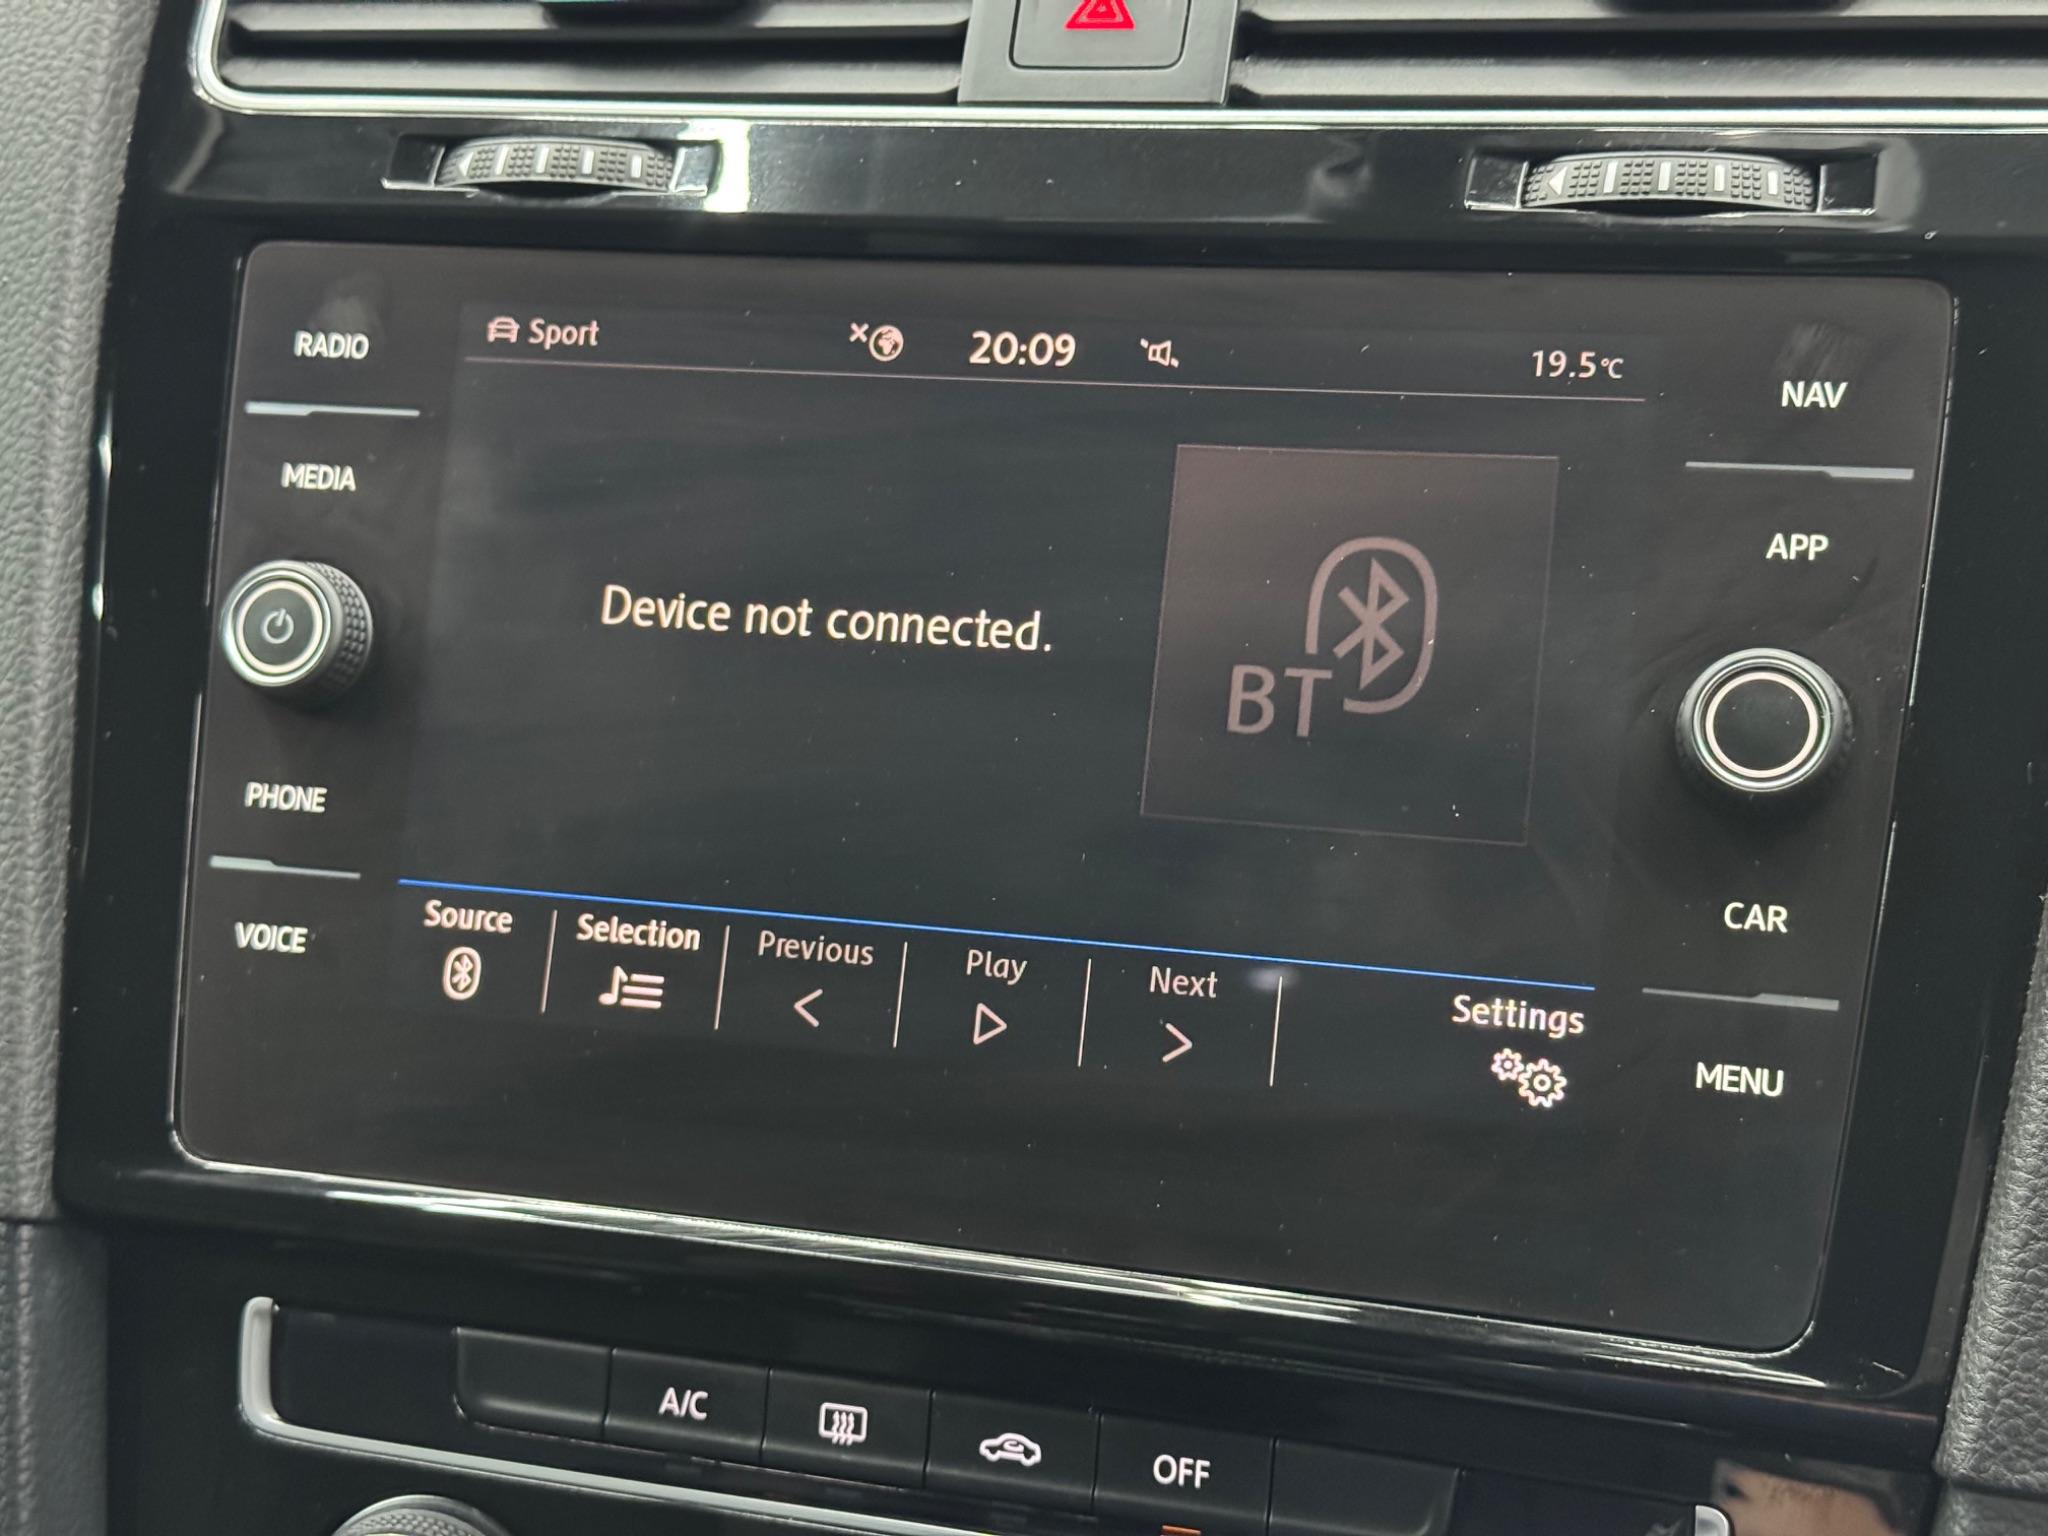 RADIO
MEDIA
PHONE
VOICE
Sport
20:09
19.5°C
Device not connected.
BT
Source
Selection
Previous
Play
Next
Settings
NAV
APP
CAR
MENU
A/C
OFF